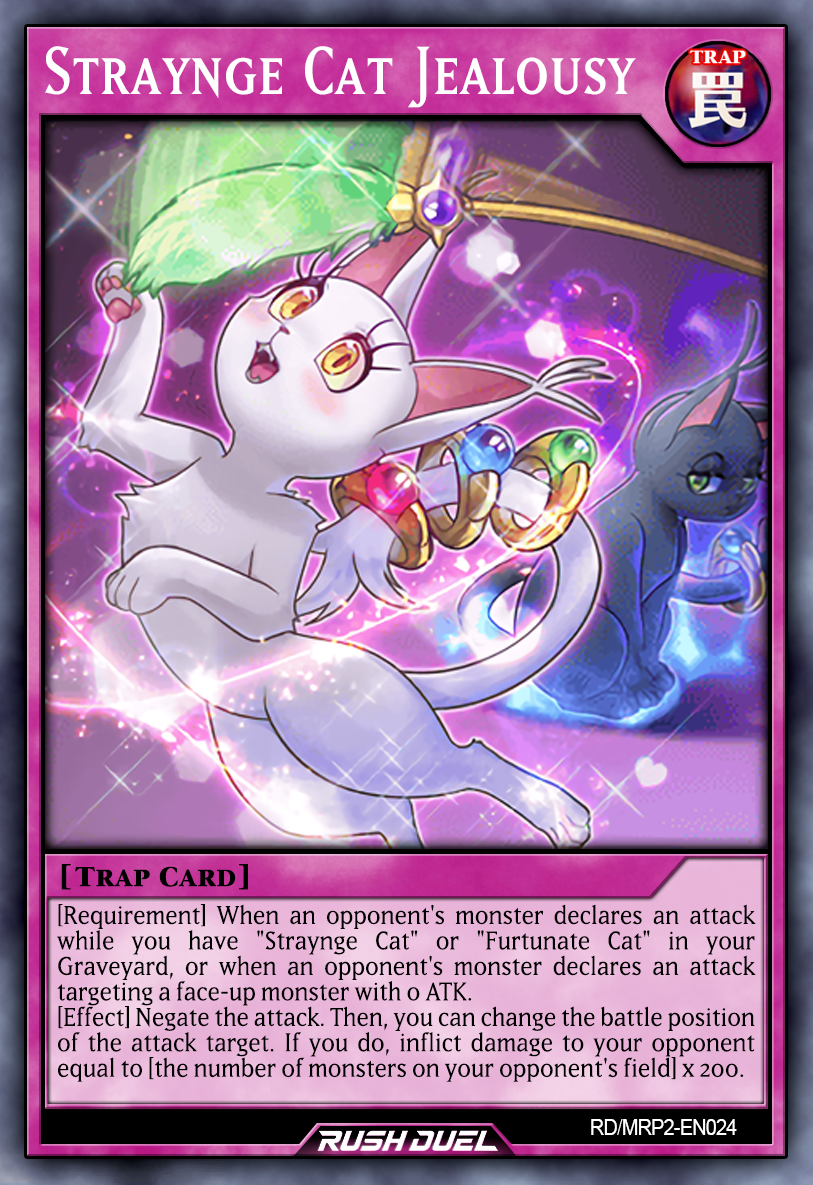 Straynge Cat Jealousy
TRAP
罠
[Trap Card]
[Requirement] When an opponent's monster declares an attack
while you have "Straynge Cat" or "Furtunate Cat" in your
Graveyard, or when an opponent's monster declares an attack
targeting a face-up monster with 0 ATK.
[Effect] Negate the attack. Then, you can change the battle position
of the attack target. If you do, inflict damage to your opponent
equal to [the number of monsters on your opponent's field] x 200.
RD/MRP2-EN024
RUSH DUEL